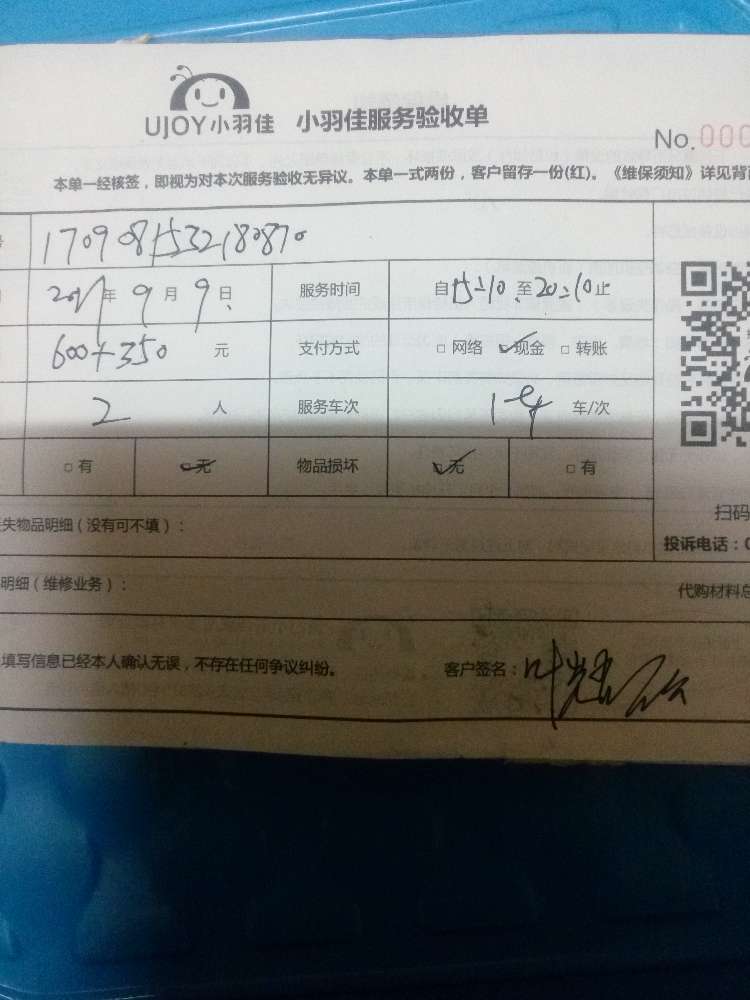 UJOY小羽佳 小羽佳服务验收单
No.000
本单一经核签，即视为对本次服务验收无异议。本单一式两份，客户留存一份(红)。《维保须知》详见背
170908153218087
年 9 月 9 日 服务时间 自15:10至20:10止
600+350 元 支付方式 □ 网络 ☑ 现金 □ 转账
2 人 服务车次 1 车/次
□ 有 ☑ 无 物品损坏 ☑ 无 □ 有
失物品明细（没有可不填）：
扫码
投诉电话：0
明细（维修业务）：
代购材料总
填写信息已经本人确认无误，不存在任何争议纠纷。 客户签名：叶